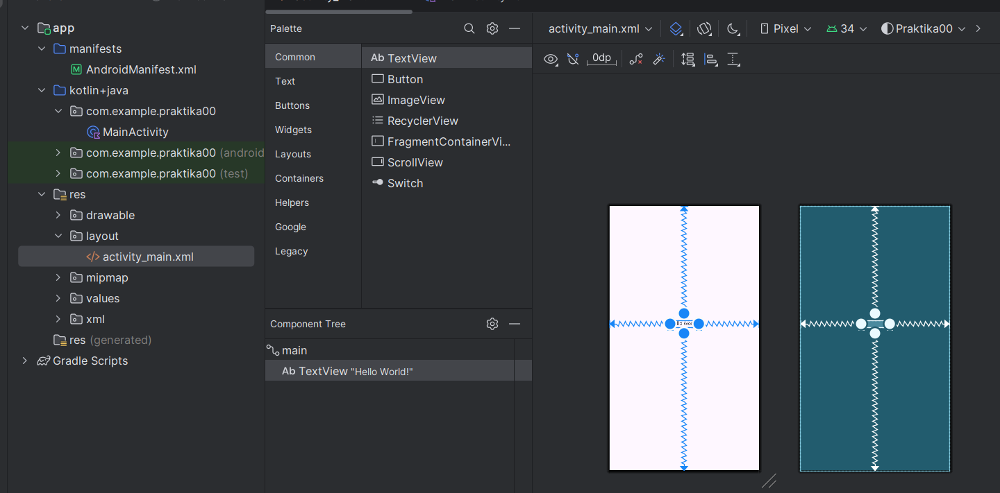 app
manifests
AndroidManifest.xml
kotlin+java
com.example.praktika00
MainActivity
com.example.praktika00 (android
com.example.praktika00 (test)
res
drawable
layout
activity_main.xml
mipmap
values
xml
res (generated)
Gradle Scripts
Palette
Common
Text
Buttons
Widgets
Layouts
Containers
Helpers
Google
Legacy
Ab TextView
Button
ImageView
RecyclerView
FragmentContainerVi...
ScrollView
Switch
Component Tree
main
Ab TextView "Hello World!"
activity_main.xml
Pixel
34
Praktika00
0dp